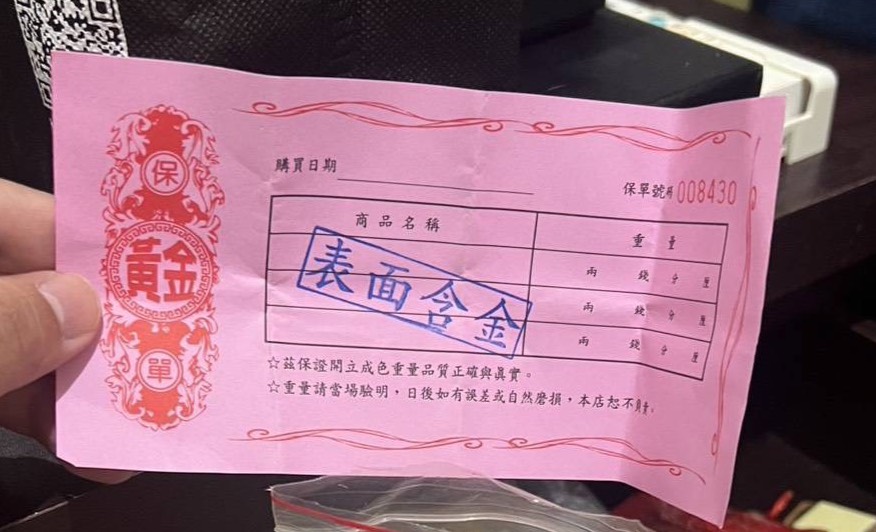 保
黃金
單
購買日期
保單號碼 008430
商品名稱 重量
兩 錢 分 厘
兩 錢 分 厘
兩 錢 分 厘
表面含金
☆茲保證開立成色重量品質正確與眞實。
☆重量請當場驗明，日後如有誤差或自然磨損，本店恕不負責。